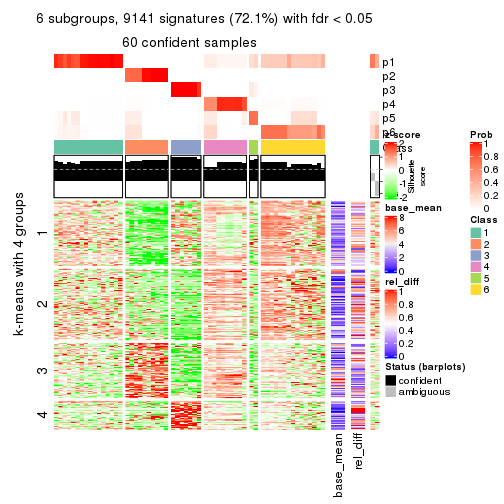 6 subgroups, 9141 signatures (72.1%) with fdr < 0.05
60 confident samples
p1
p2
p3
p4
p5
p6
z-score
2
1
0
-1
-2
Class
Silhouette
score
Prob
1
0.8
0.6
0.4
0.2
0
Class
1
2
3
4
5
6
base_mean
8
6
4
2
0
rel_diff
1
0.8
0.6
0.4
0.2
0
Status (barplots)
confident
ambiguous
k-means with 4 groups
1
2
3
4
base_mean
rel_diff